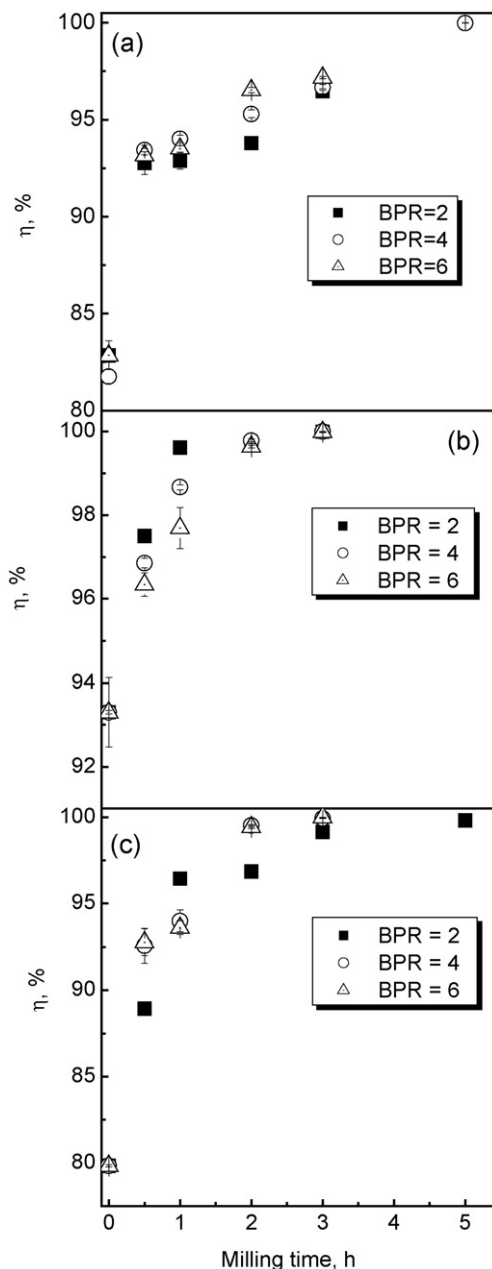 100
(a)
95
η, %
90
BPR=2
BPR=4
BPR=6
85
80
100
(b)
98
η, %
96
BPR = 2
BPR = 4
BPR = 6
93
92
100
(c)
95
η, %
90
BPR = 2
BPR = 4
BPR = 6
85
80
0 1 2 3 4 5
Milling time, h